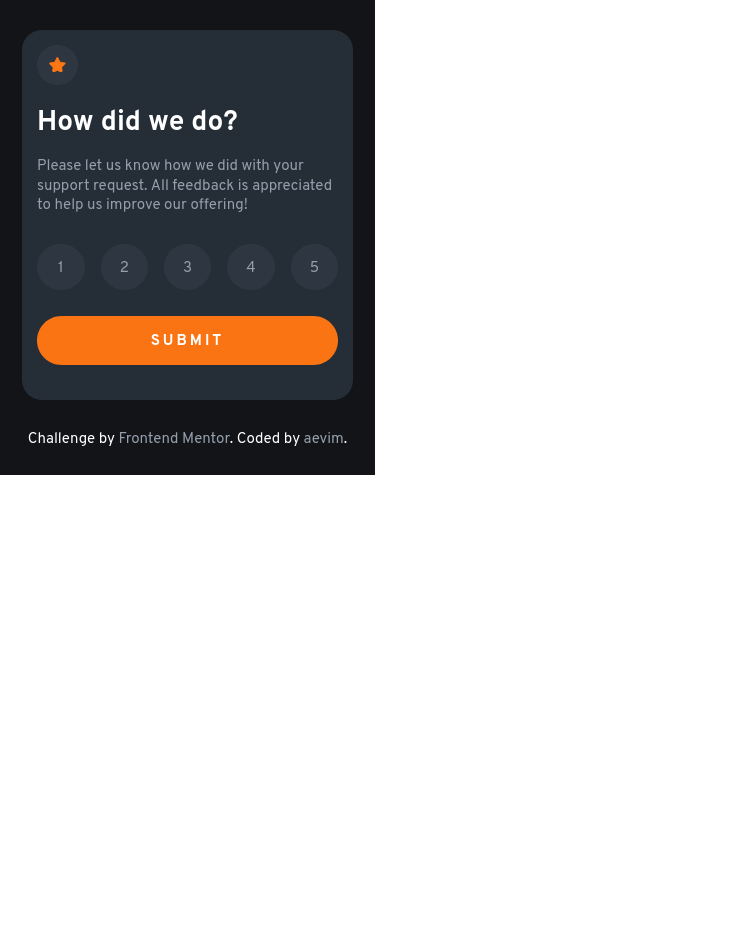 How did we do?
Please let us know how we did with your
support request. All feedback is appreciated
to help us improve our offering!
1 2 3 4 5
SUBMIT
Challenge by Frontend Mentor. Coded by aevim.